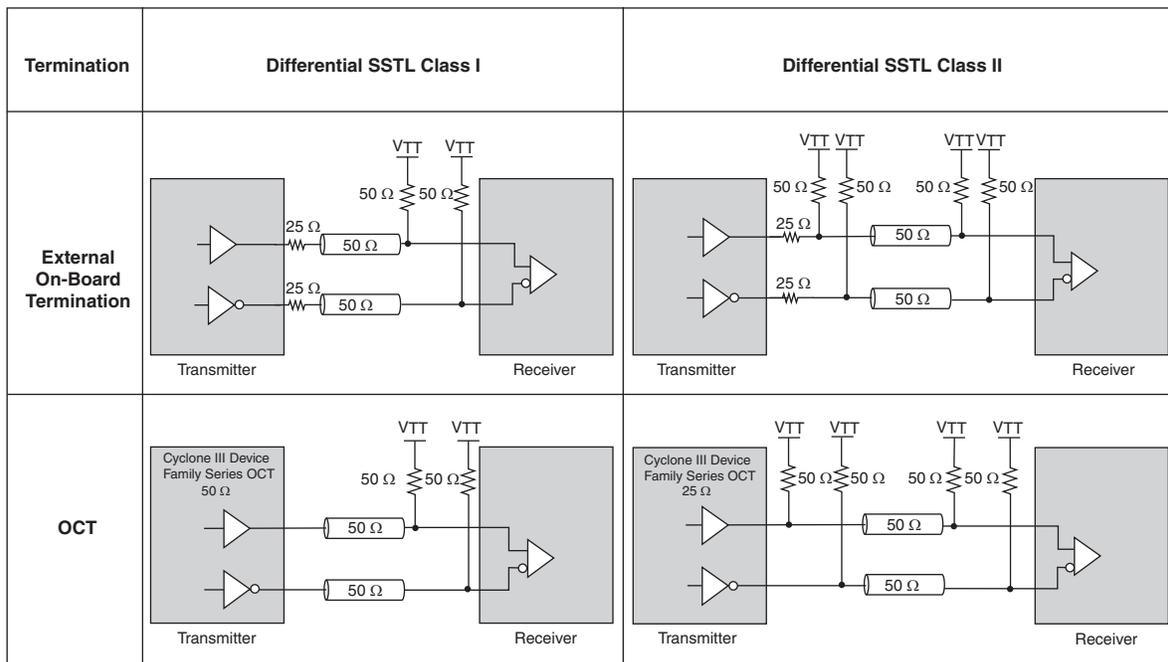 Termination
Differential SSTL Class I
Differential SSTL Class II
External
On-Board
Termination
VTT
VTT
50 Ω
50 Ω
25 Ω
50 Ω
25 Ω
50 Ω
Transmitter
Receiver
VTT
VTT
VTT
VTT
50 Ω
50 Ω
50 Ω
50 Ω
25 Ω
50 Ω
25 Ω
50 Ω
Transmitter
Receiver
OCT
Cyclone III Device
Family Series OCT
50 Ω
VTT
VTT
50 Ω
50 Ω
50 Ω
50 Ω
Transmitter
Receiver
Cyclone III Device
Family Series OCT
25 Ω
VTT
VTT
VTT
VTT
50 Ω
50 Ω
50 Ω
50 Ω
50 Ω
50 Ω
Transmitter
Receiver